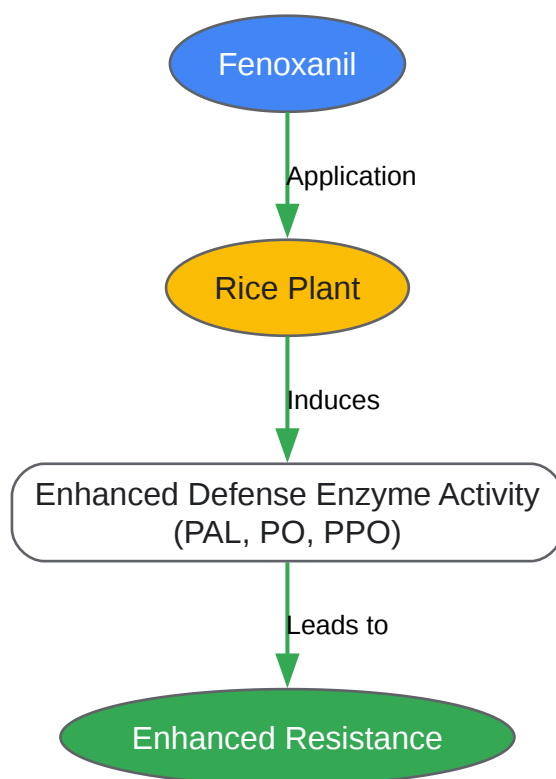 Fenoxanil
Application
Rice Plant
Induces
Enhanced Defense Enzyme Activity
(PAL, PO, PPO)
Leads to
Enhanced Resistance